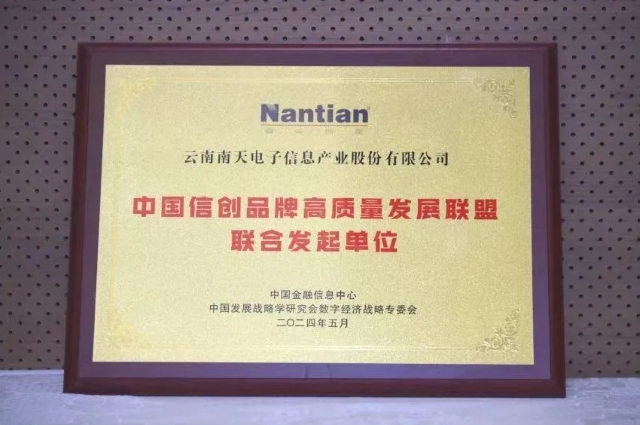 Nantian
云南南天电子信息产业股份有限公司
中国信创品牌高质量发展联盟
联合发起单位
中国金融信息中心
中国发展战略学研究会数字经济战略专委会
二〇二四年五月